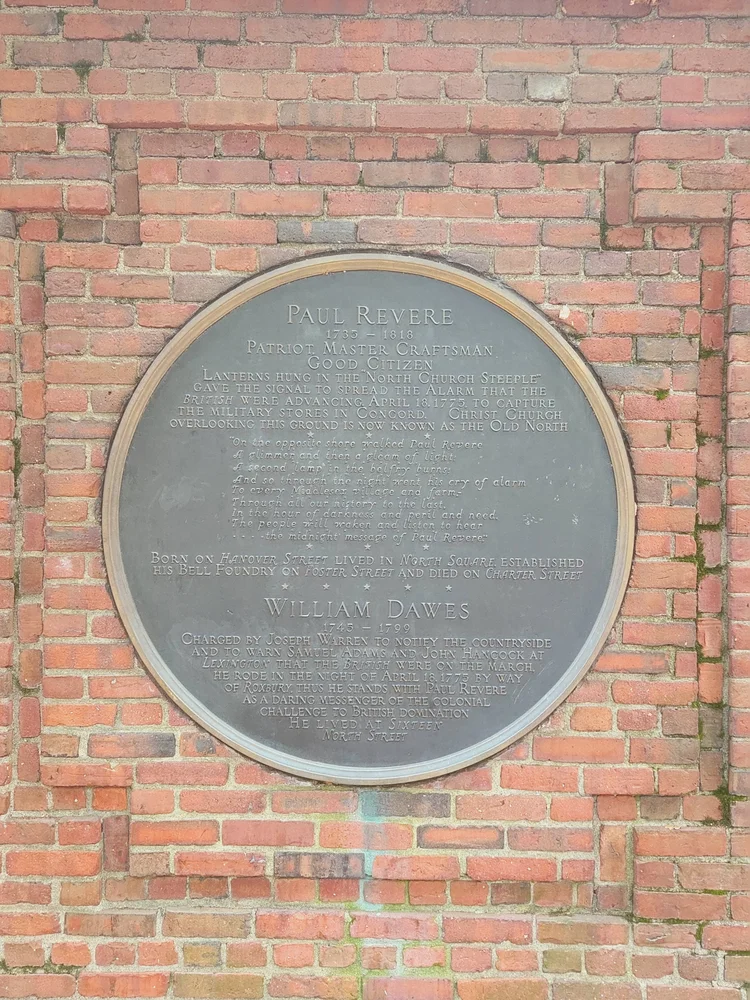 PAUL REVERE
1735 – 1818
PATRIOT, MASTER CRAFTSMAN,
GOOD CITIZEN
"LANTERNS HUNG IN THE NORTH CHURCH STEEPLE"
GAVE THE SIGNAL TO SPREAD THE ALARM THAT THE
BRITISH WERE ADVANCING APRIL 18, 1775 TO CAPTURE
THE MILITARY STORES IN CONCORD. CHRIST CHURCH
OVERLOOKING THIS GROUND IS NOW KNOWN AS THE OLD NORTH
"On the opposite shore walked Paul Revere
A glimmer and then a gleam of light:
A second lamp in the belfry burns:
And so through the night went his cry of alarm
To every Middlesex village and farm-
Through all our history to the last.
In the hour of darkness and peril and need,
The people will waken and listen to hear
- - - -the midnight message of Paul Revere."
BORN ON HANOVER STREET LIVED IN NORTH SQUARE, ESTABLISHED
HIS BELL FOUNDRY ON FOSTER STREET AND DIED ON CHARTER STREET
WILLIAM DAWES
1745 – 1799
CHARGED BY JOSEPH WARREN TO NOTIFY THE COUNTRYSIDE
AND TO WARN SAMUEL ADAMS AND JOHN HANCOCK AT
LEXINGTON THAT THE BRITISH WERE ON THE MARCH,
HE RODE IN THE NIGHT OF APRIL 18, 1775 BY WAY
OF ROXBURY. THUS HE STANDS WITH PAUL REVERE
AS A DARING MESSENGER OF THE COLONIAL
CHALLENGE TO BRITISH DOMINATION
HE LIVED AT SIXTEEN
NORTH STREET